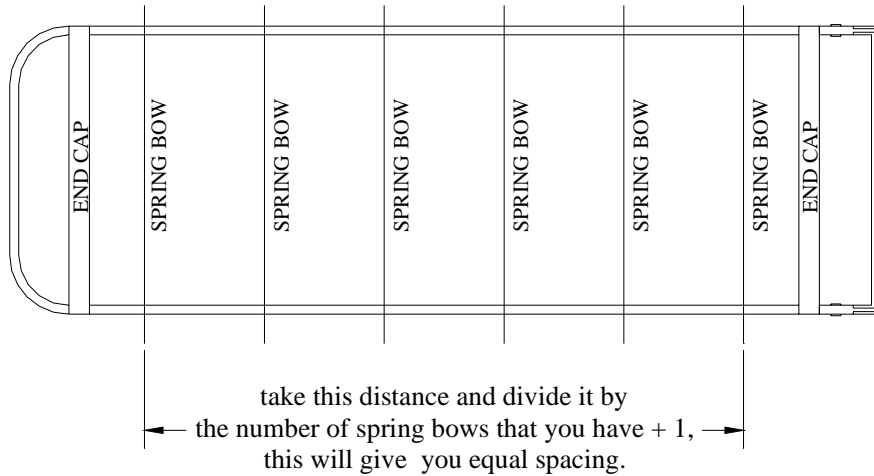 END CAP
SPRING BOW
SPRING BOW
SPRING BOW
SPRING BOW
SPRING BOW
SPRING BOW
END CAP
take this distance and divide it by
the number of spring bows that you have + 1,
this will give you equal spacing.